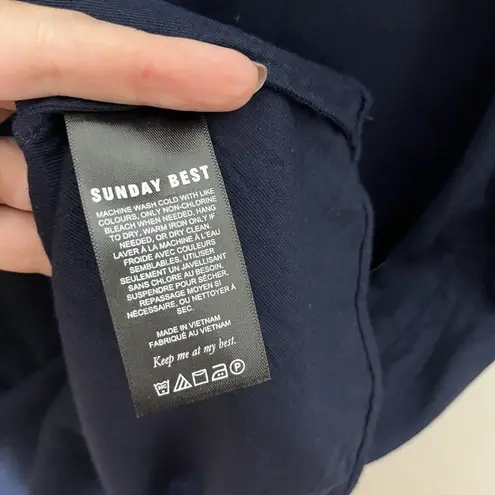 SUNDAY BEST
MACHINE WASH COLD WITH LIKE
COLOURS, ONLY NON-CHLORINE
BLEACH WHEN NEEDED, HANG
TO DRY, WARM IRON ONLY IF
NEEDED, OR DRY CLEAN.
LAVER À LA MACHINE À L'EAU
FROIDE AVEC COULEURS
SEMBLABLES. UTILISER
SEULEMENT UN JAVELLISANT
SANS CHLORE AU BESOIN.
SUSPENDRE POUR SÉCHER.
REPASSAGE MOYEN SI
NÉCESSAIRE, OU NETTOYER À
SEC.
MADE IN VIETNAM
FABRIQUÉ AU VIETNAM
Keep me at my best.
P